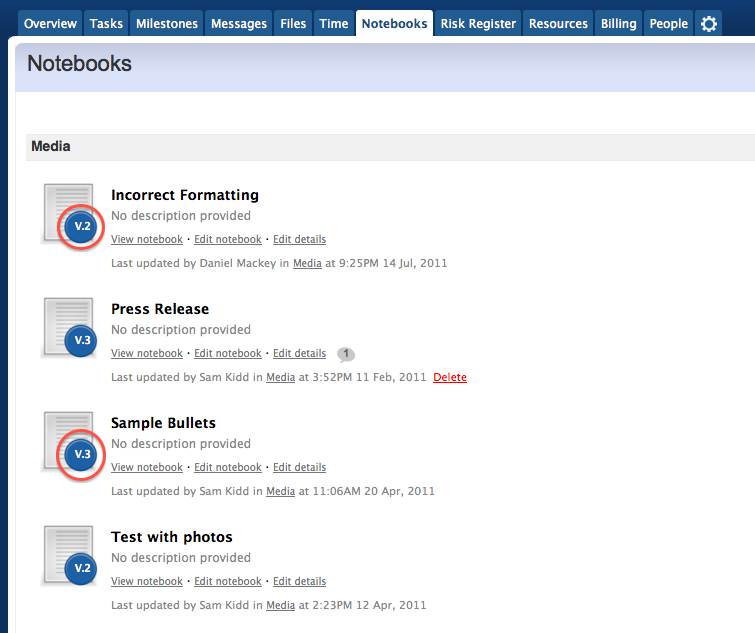 Overview Tasks Milestones Messages Files Time Notebooks Risk Register Resources Billing People
Notebooks
Media
V.2
Incorrect Formatting
No description provided
View notebook · Edit notebook · Edit details
Last updated by Daniel Mackey in Media at 9:25PM 14 Jul, 2011
V.3
Press Release
No description provided
View notebook · Edit notebook · Edit details 1
Last updated by Sam Kidd in Media at 3:52PM 11 Feb, 2011 Delete
V.3
Sample Bullets
No description provided
View notebook · Edit notebook · Edit details
Last updated by Sam Kidd in Media at 11:06AM 20 Apr, 2011
V.2
Test with photos
No description provided
View notebook · Edit notebook · Edit details
Last updated by Sam Kidd in Media at 2:23PM 12 Apr, 2011